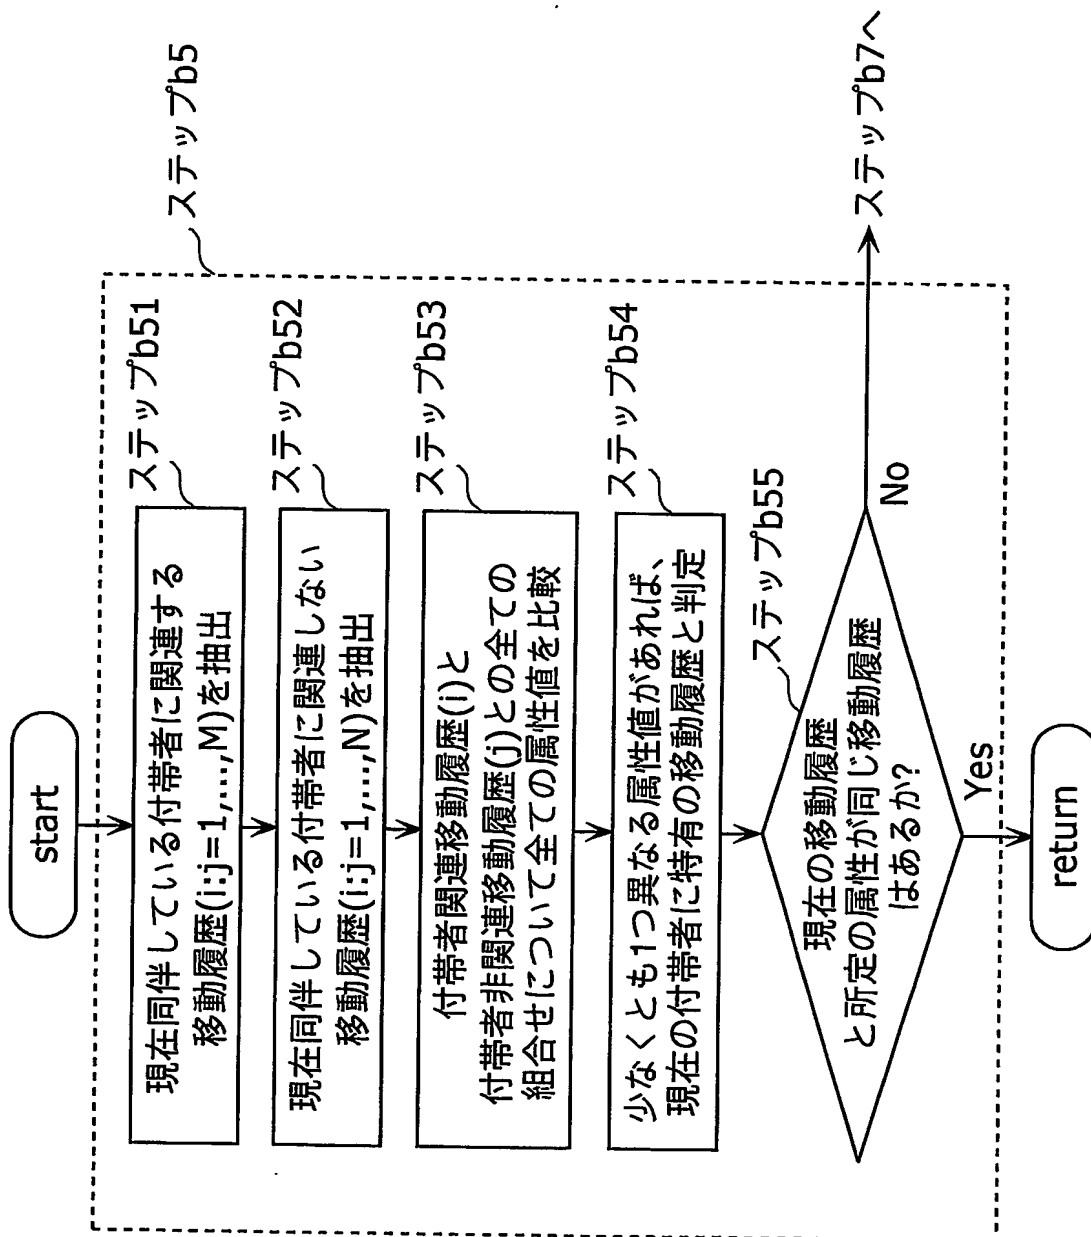 start
ステップb5
ステップb51
現在同伴している付帯者に関連する
移動履歴(i:j=1,...,M)を抽出
ステップb52
現在同伴している付帯者に関連しない
移動履歴(i:j=1,...,N)を抽出
ステップb53
付帯者関連移動履歴(i)と
付帯者非関連移動履歴(j)との全ての
組合せについて全ての属性値を比較
ステップb54
少なくとも1つ異なる属性値があれば、
現在の付帯者に特有の移動履歴と判定
ステップb55
現在の移動履歴
と所定の属性が同じ移動履歴
はあるか?
No
ステップb7へ
Yes
return